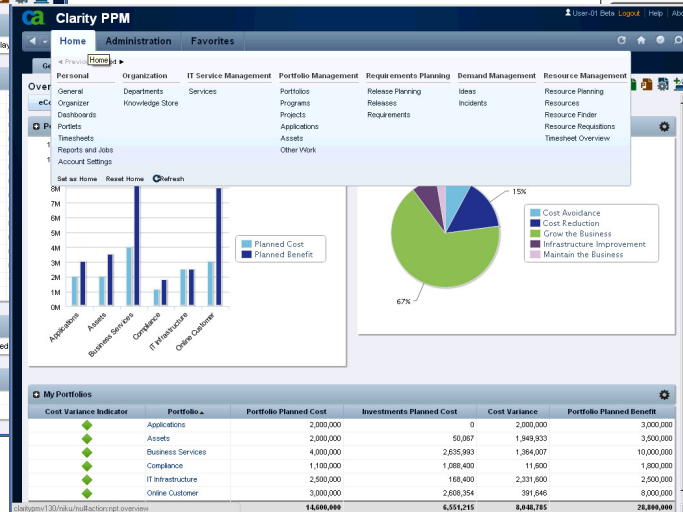 ca Clarity PPM
User-01 Beta Logout Help
Home Administration Favorites
Home
Personal Organization IT Service Management Portfolio Management Requirements Planning Demand Management Resource Management
General Departments Services Portfolios Release Planning Ideas Resource Planning
Organizer Knowledge Store Programs Releases Incidents Resources
Dashboards Projects Requirements Resource Finder
Portlets Applications Resource Requisitions
Timesheets Assets Timesheet Overview
Reports and Jobs Other Work
Account Settings
Set as Home Reset Home Refresh
8M
7M
6M
5M
4M
3M
2M
1M
0M
Applications
Assets
Business Services
Compliance
IT Infrastructure
Online Customer
Planned Cost
Planned Benefit
15%
67%
Cost Avoidance
Cost Reduction
Grow the Business
Infrastructure Improvement
Maintain the Business
My Portfolios
Cost Variance Indicator Portfolio Portfolio Planned Cost Investments Planned Cost Cost Variance Portfolio Planned Benefit
Applications 2,000,000 0 2,000,000 3,000,000
Assets 2,000,000 50,067 1,949,933 3,500,000
Business Services 4,000,000 2,635,993 1,364,007 10,000,000
Compliance 1,100,000 1,088,400 11,600 1,800,000
IT Infrastructure 2,500,000 168,400 2,331,600 2,500,000
Online Customer 3,000,000 2,608,354 391,646 8,000,000
14,600,000 6,551,215 8,048,785 28,800,000
claritypmv130/niku/nu#action:npt.overview